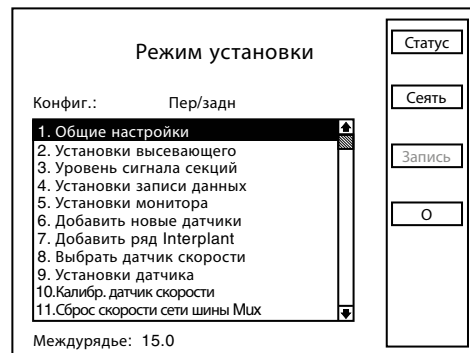 Режим установки
Конфиг.: Пер/задн
1. Общие настройки
2. Установки высевающего
3. Уровень сигнала секций
4. Установки записи данных
5. Установки монитора
6. Добавить новые датчики
7. Добавить ряд Interplant
8. Выбрать датчик скорости
9. Установки датчика
10.Калибр. датчик скорости
11.Сброс скорости сети шины Mux
Междурядье: 15.0
Статус
Сеять
Запись
О